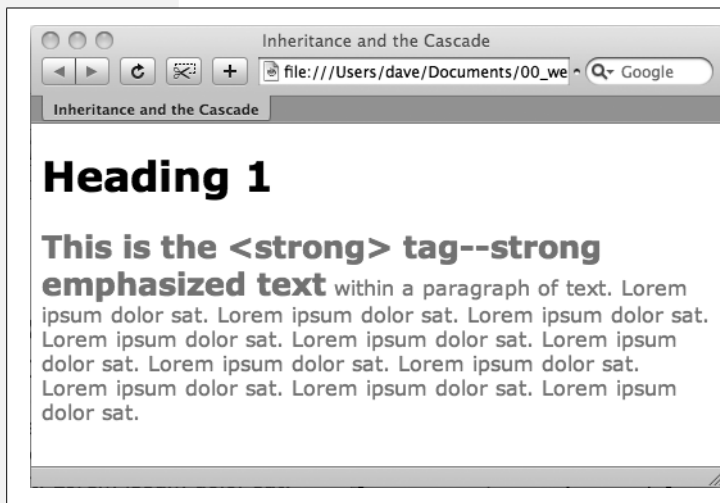 Inheritance and the Cascade
file:///Users/dave/Documents/00_we
Google
Inheritance and the Cascade
Heading 1
This is the <strong> tag--strong
emphasized text within a paragraph of text. Lorem
ipsum dolor sat. Lorem ipsum dolor sat. Lorem ipsum dolor sat.
Lorem ipsum dolor sat. Lorem ipsum dolor sat. Lorem ipsum
dolor sat. Lorem ipsum dolor sat. Lorem ipsum dolor sat.
Lorem ipsum dolor sat. Lorem ipsum dolor sat. Lorem ipsum
dolor sat.